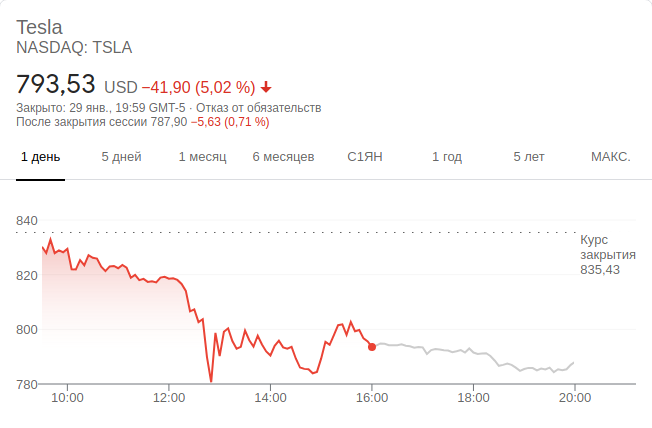 Tesla
NASDAQ: TSLA
793,53 USD −41,90 (5,02 %)
Закрыто: 29 янв., 19:59 GMT-5 · Отказ от обязательств
После закрытия сессии 787,90 −5,63 (0,71 %)
1 день 5 дней 1 месяц 6 месяцев С1ЯН 1 год 5 лет МАКС.
840
Курс
закрытия
835,43
820
800
780
10:00 12:00 14:00 16:00 18:00 20:00